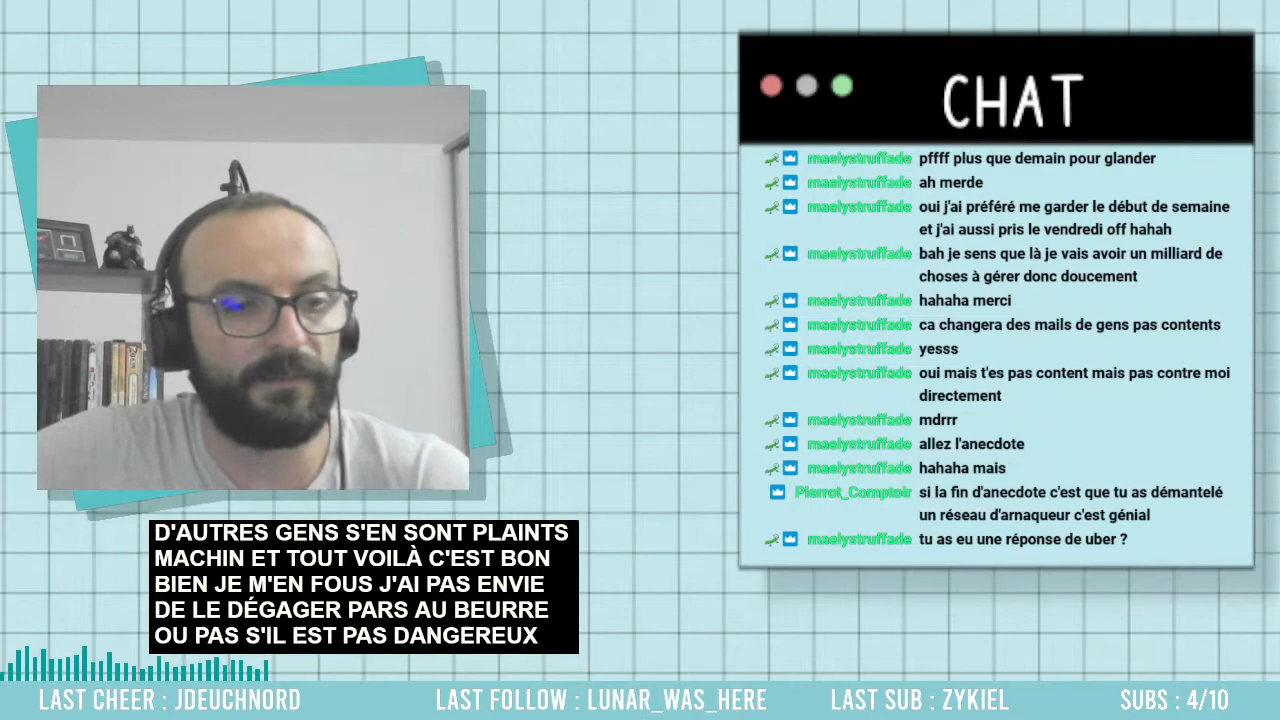 CHAT
maelystruffade pffff plus que demain pour glander
maelystruffade ah merde
maelystruffade oui j'ai préféré me garder le début de semaine
et j'ai aussi pris le vendredi off hahah
maelystruffade bah je sens que là je vais avoir un milliard de
choses à gérer donc doucement
maelystruffade hahaha merci
maelystruffade ca changera des mails de gens pas contents
maelystruffade yesss
maelystruffade oui mais t'es pas content mais pas contre moi
directement
maelystruffade mdrrr
maelystruffade allez l'anecdote
maelystruffade hahaha mais
Pierrot_Comptoir si la fin d'anecdote c'est que tu as démantelé
un réseau d'arnaqueur c'est génial
maelystruffade tu as eu une réponse de uber ?
D'AUTRES GENS S'EN SONT PLAINTS
MACHIN ET TOUT VOILÀ C'EST BON
BIEN JE M'EN FOUS J'AI PAS ENVIE
DE LE DÉGAGER PARS AU BEURRE
OU PAS S'IL EST PAS DANGEREUX
LAST CHEER : JDEUCHNORD
LAST FOLLOW : LUNAR_WAS_HERE
LAST SUB : ZYKIEL
SUBS : 4/10